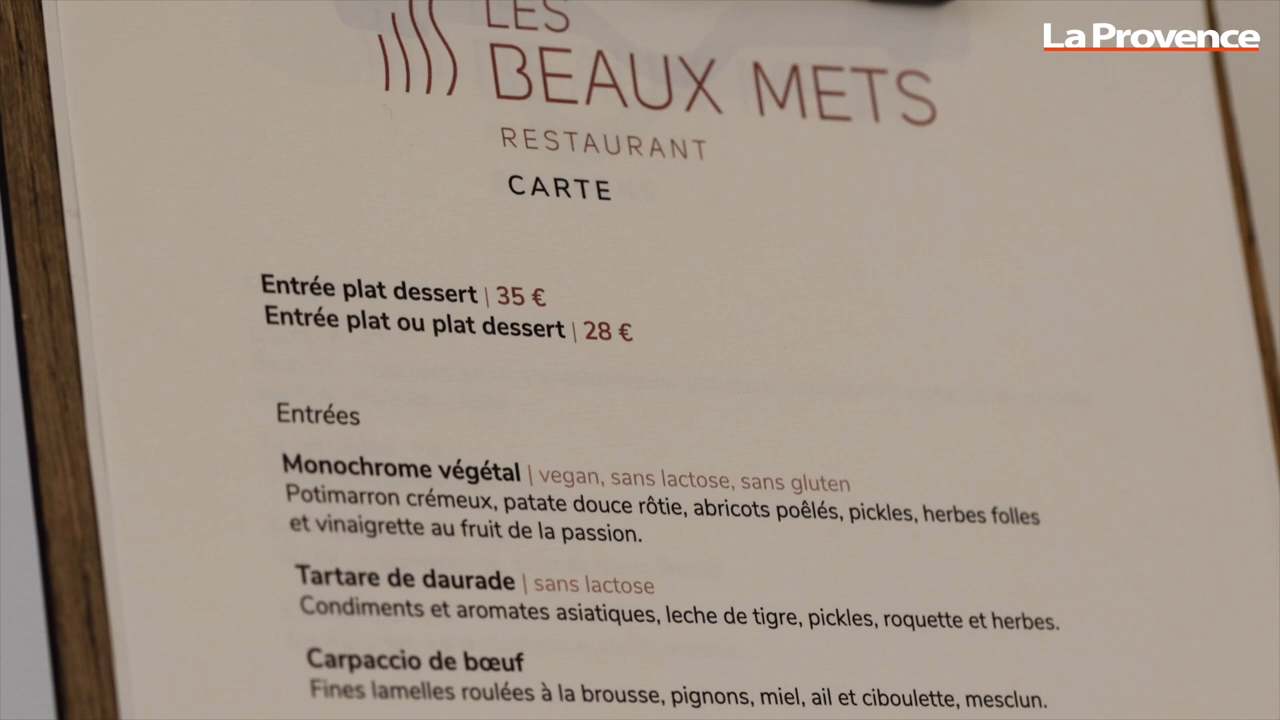 La Provence
LES
BEAUX METS
RESTAURANT
CARTE
Entrée plat dessert | 35 €
Entrée plat ou plat dessert | 28 €
Entrées
Monochrome végétal | vegan, sans lactose, sans gluten
Potimarron crémeux, patate douce rôtie, abricots poêlés, pickles, herbes folles
et vinaigrette au fruit de la passion.
Tartare de daurade | sans lactose
Condiments et aromates asiatiques, leche de tigre, pickles, roquette et herbes.
Carpaccio de bœuf
Fines lamelles roulées à la brousse, pignons, miel, ail et ciboulette, mesclun.